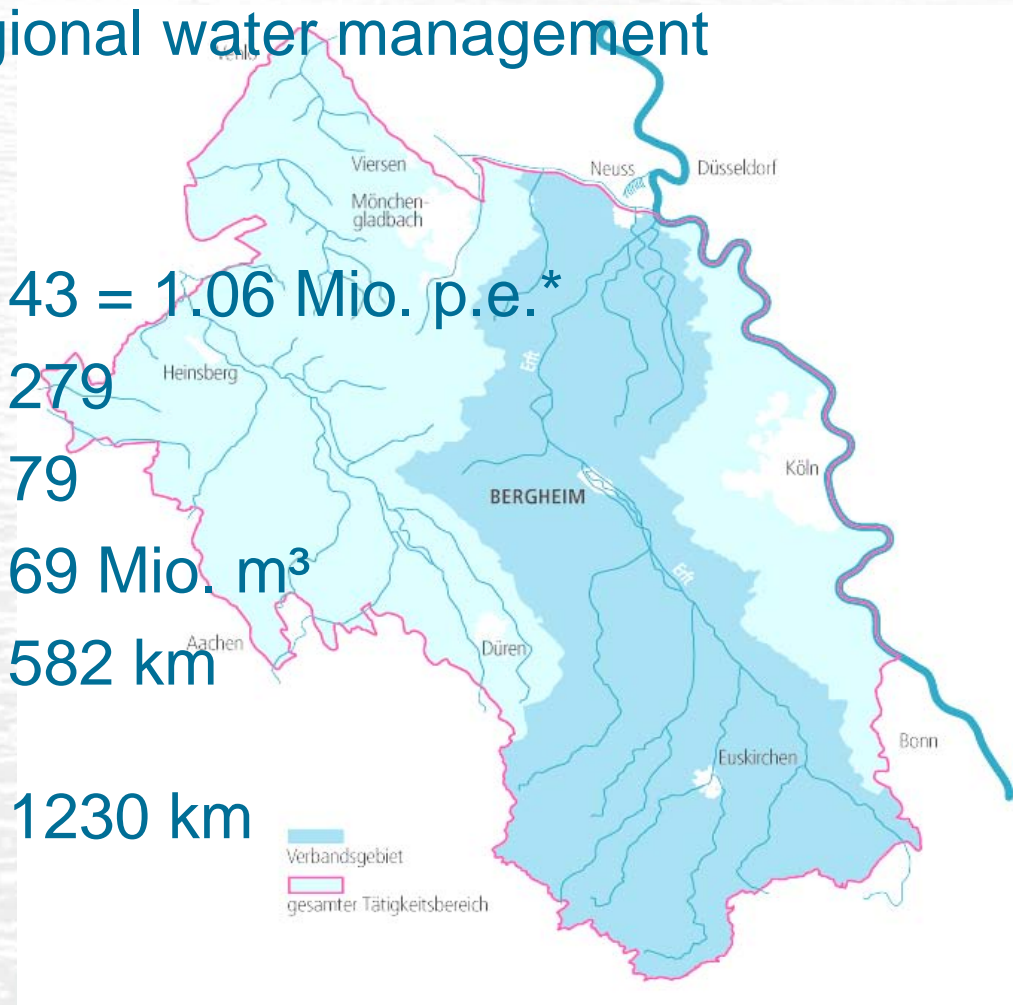 gional water management
Venlo
Viersen
Neuss
Düsseldorf
Mönchen-
gladbach
43 = 1.06 Mio. p.e.*
Erft
279
Heinsberg
79
Köln
BERGHEIM
69 Mio. m³
Erft
Aachen
Düren
582 km
Bonn
Euskirchen
1230 km
Verbandsgebiet
gesamter Tätigkeitsbereich